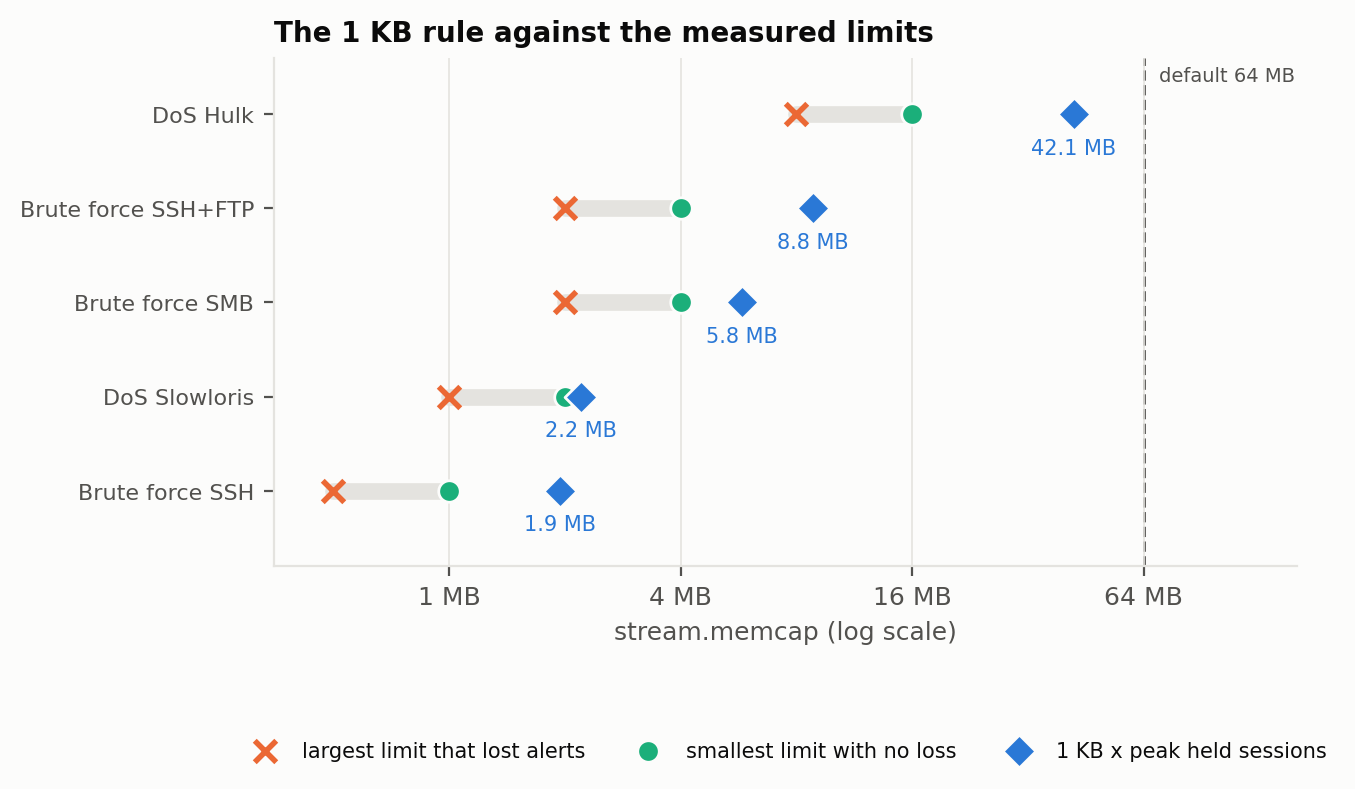 The 1 KB rule against the measured limits
default 64 MB
DoS Hulk
42.1 MB
Brute force SSH+FTP
8.8 MB
Brute force SMB
5.8 MB
DoS Slowloris
2.2 MB
Brute force SSH
1.9 MB
1 MB 4 MB 16 MB 64 MB
stream.memcap (log scale)
largest limit that lost alerts smallest limit with no loss 1 KB x peak held sessions